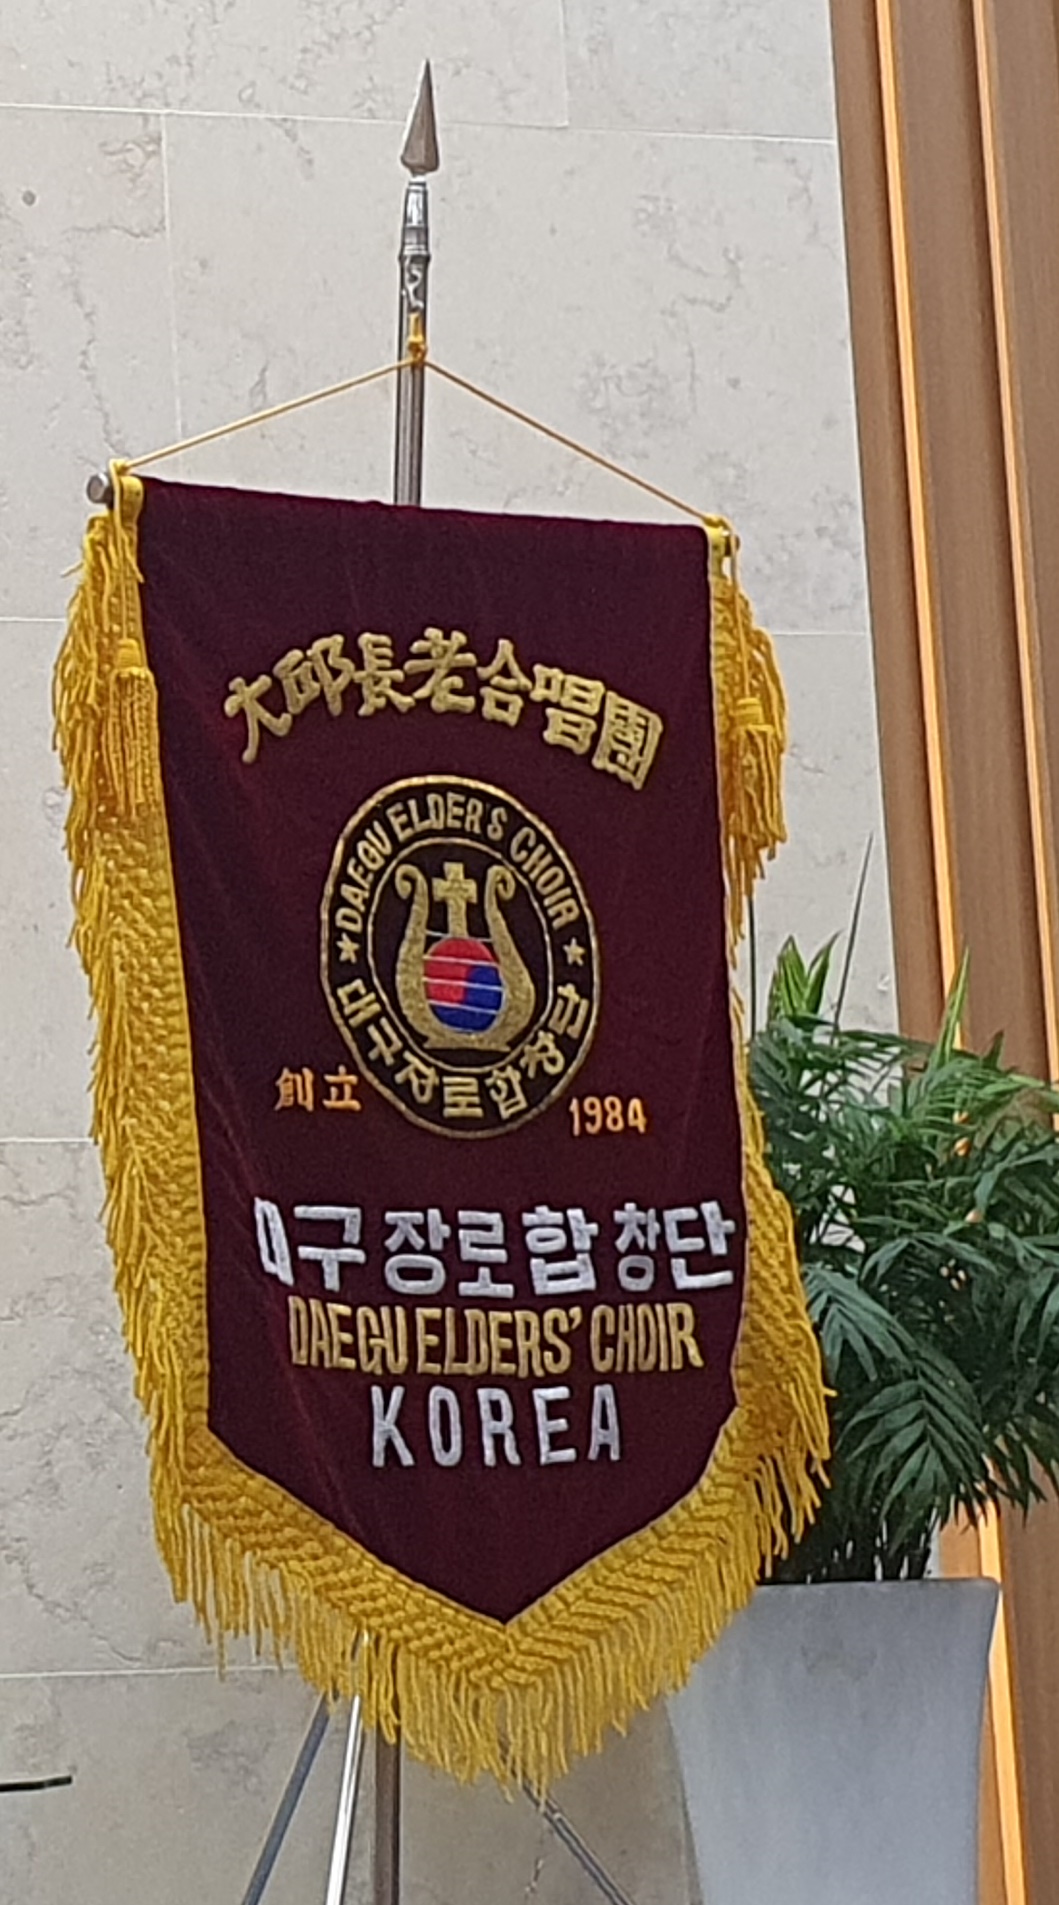 大邱長老合唱團
DAEGU ELDER'S CHOIR
대구장로합창단
創立 1984
대구장로합창단
DAEGU ELDERS' CHOIR
KOREA